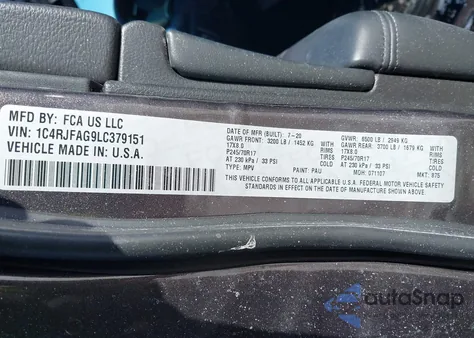 MFD BY: FCA US LLC
VIN: 1C4RJFAG9LC379151
VEHICLE MADE IN: U.S.A.
DATE OF MFR (BUILT): 7-20
GVWR: 6500 LB / 2949 KG
GAWR FRONT: 3200 LB / 1452 KG WITH
GAWR REAR: 3700 LB / 1679 KG WITH
17X8.0 RIMS 17X8.0 RIMS
P245/70R17 TIRES P245/70R17 TIRES
AT 230 kPa / 33 PSI COLD AT 230 kPa / 33 PSI COLD
TYPE: MPV PAINT: PAU MDH: 071107 MXT: 875
THIS VEHICLE CONFORMS TO ALL APPLICABLE U.S.A. FEDERAL MOTOR VEHICLE SAFETY
STANDARDS IN EFFECT ON THE DATE OF MANUFACTURE SHOWN ABOVE.
autoSnap